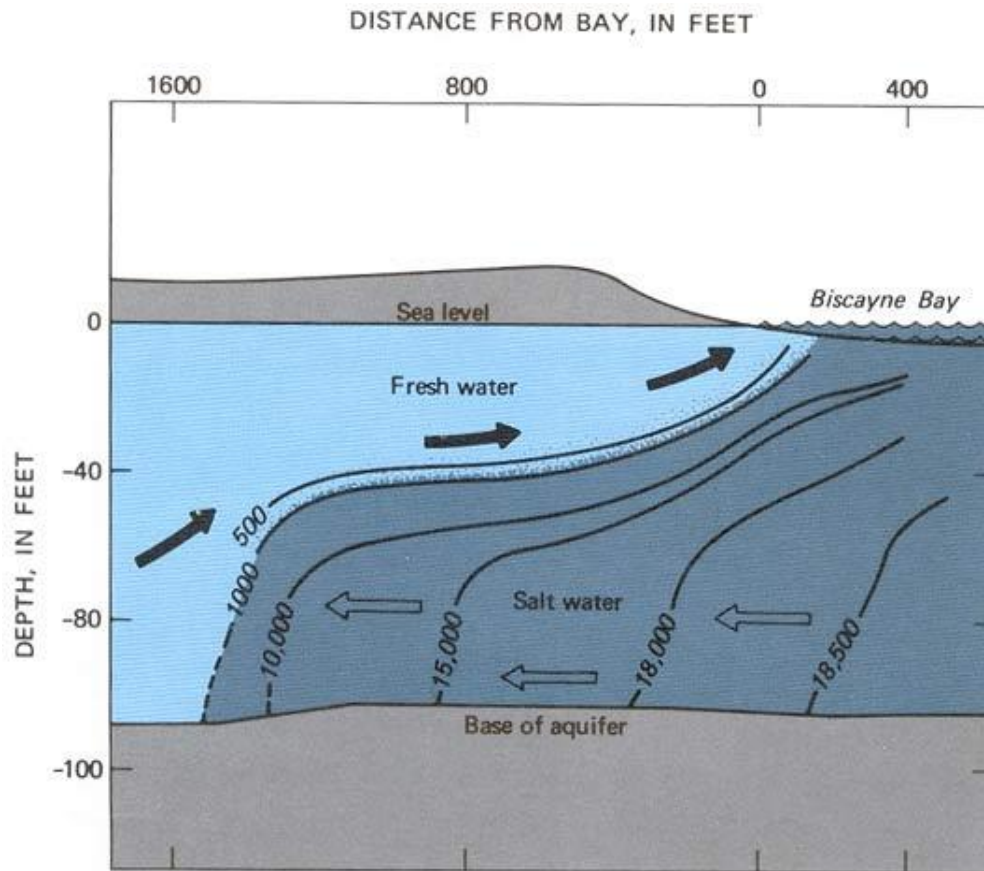 DISTANCE FROM BAY, IN FEET
1600 800 0 400
Biscayne Bay
Sea level
0
Fresh water
DEPTH, IN FEET
-40
500
1000
10,000
15,000
Salt water
18,000
18,500
-80
Base of aquifer
-100